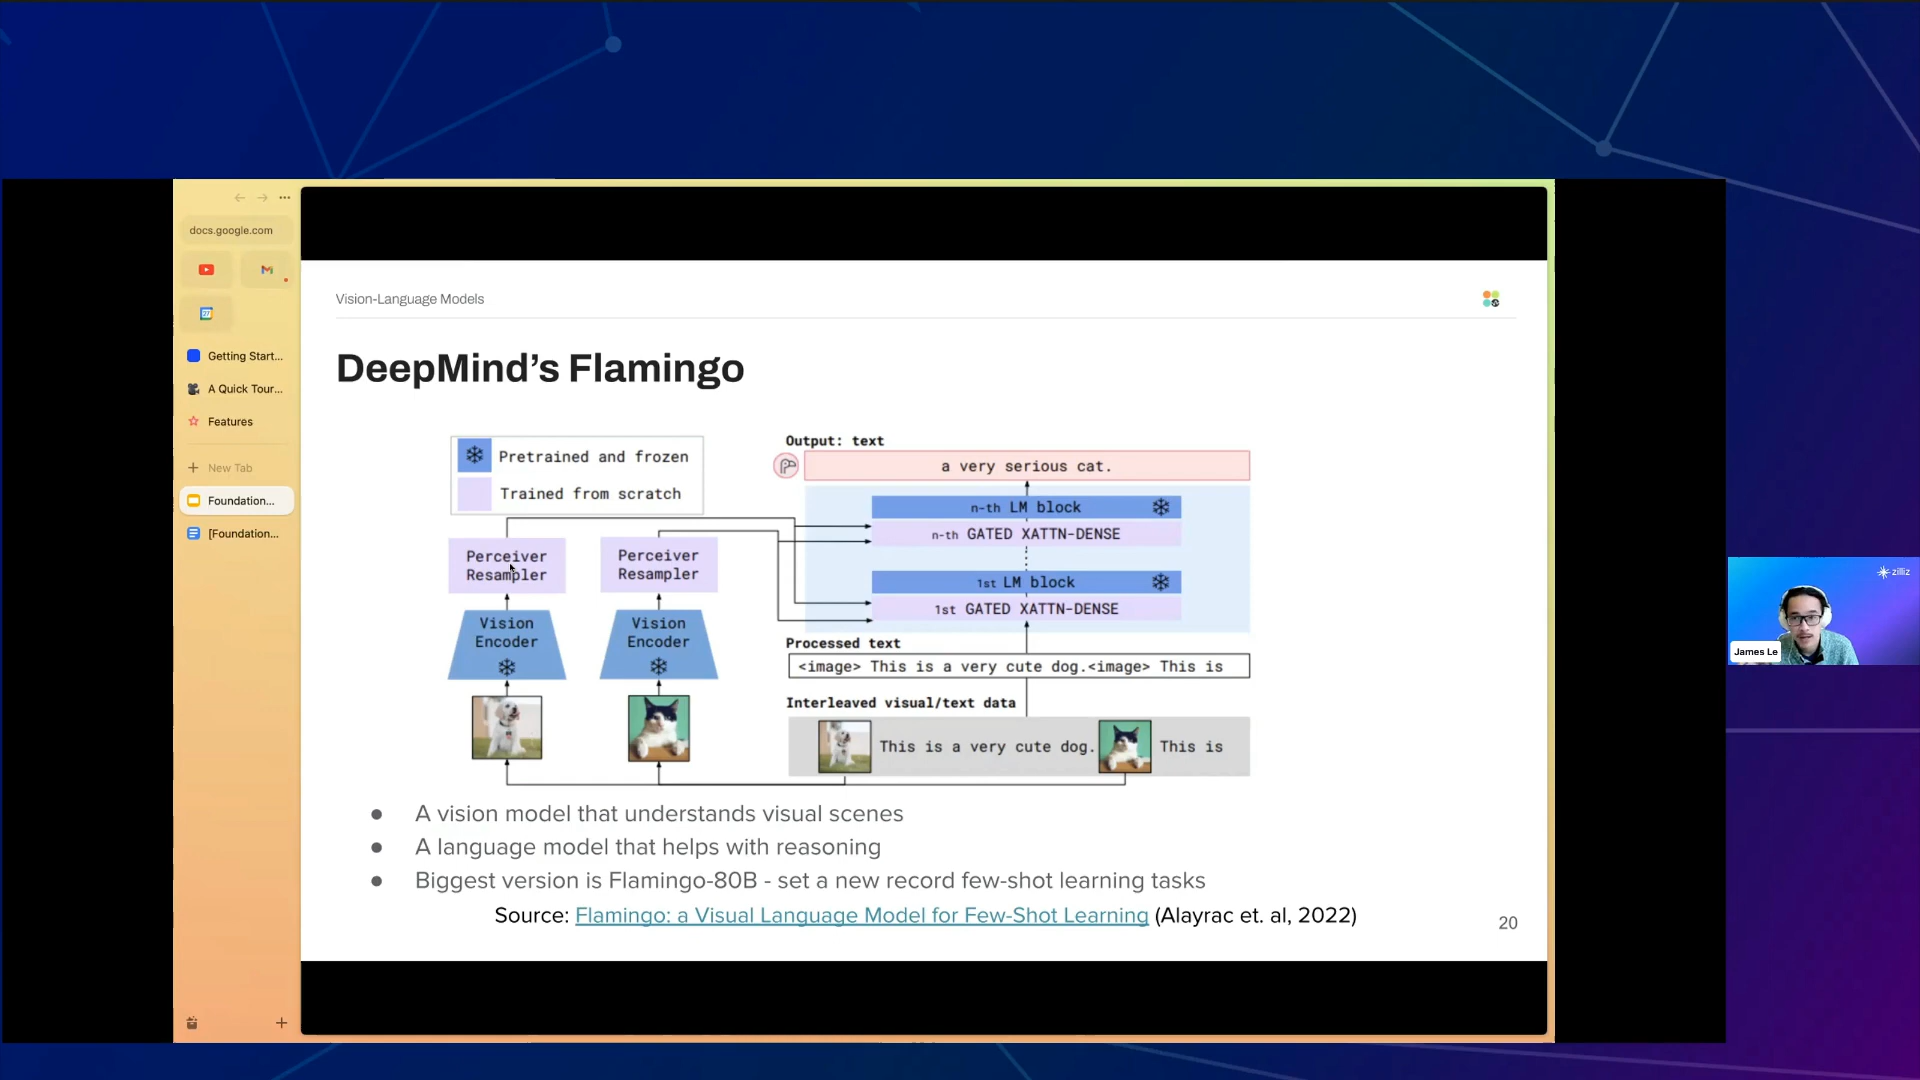 docs.google.com
Getting Start...
A Quick Tour...
Features
New Tab
Foundation...
[Foundation...
Vision-Language Models
DeepMind's Flamingo
Pretrained and frozen
Trained from scratch
Perceiver
Resampler
Perceiver
Resampler
Vision
Encoder
Vision
Encoder
Output: text
a very serious cat.
n-th LM block
n-th GATED XATTN-DENSE
1st LM block
1st GATED XATTN-DENSE
Processed text
<image> This is a very cute dog.<image> This is
Interleaved visual/text data
This is a very cute dog. This is
● A vision model that understands visual scenes
● A language model that helps with reasoning
● Biggest version is Flamingo-80B - set a new record few-shot learning tasks
Source: Flamingo: a Visual Language Model for Few-Shot Learning (Alayrac et. al, 2022)
20
zilliz
James Le